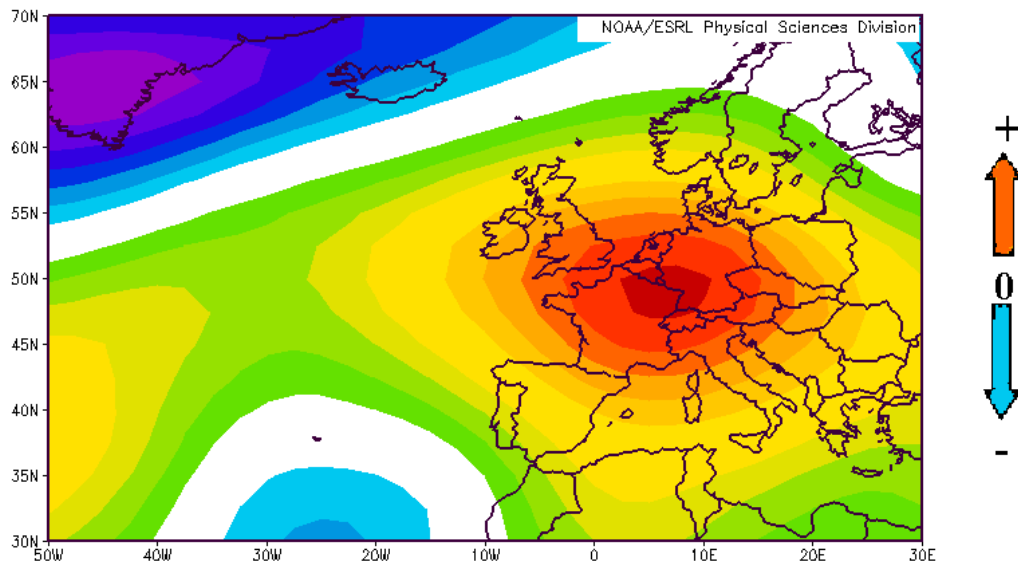 70N
NOAA/ESRL Physical Sciences Division
65N
60N
55N
50N
45N
40N
35N
30N
50W 40W 30W 20W 10W 0 10E 20E 30E
+
0
-